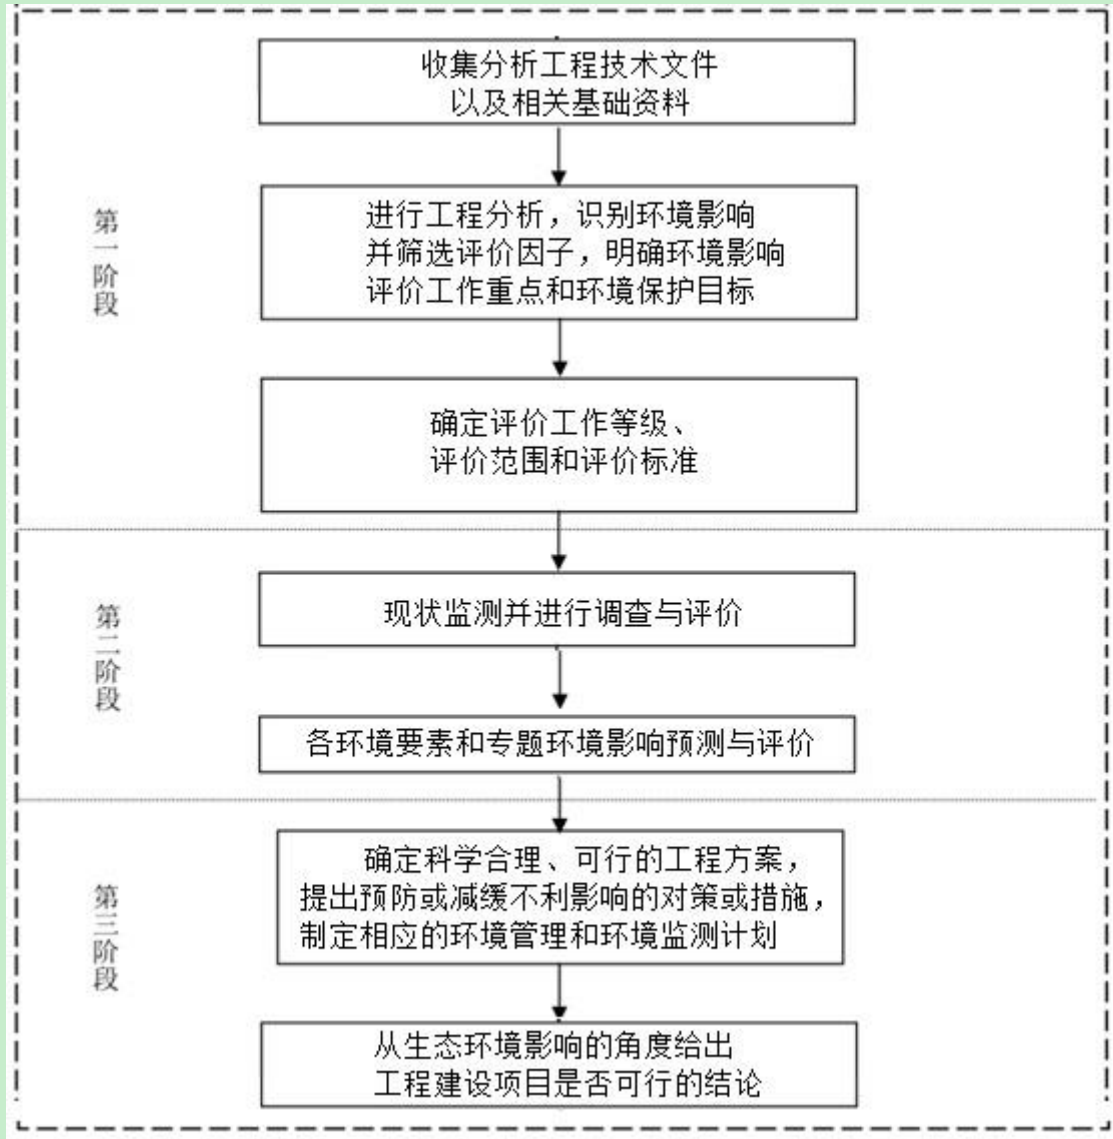 收集分析工程技术文件
以及相关基础资料
第一阶段
进行工程分析，识别环境影响
并筛选评价因子，明确环境影响
评价工作重点和环境保护目标
确定评价工作等级、
评价范围和评价标准
第二阶段
现状监测并进行调查与评价
各环境要素和专题环境影响预测与评价
第三阶段
确定科学合理、可行的工程方案，
提出预防或减缓不利影响的对策或措施，
制定相应的环境管理和环境监测计划
从生态环境影响的角度给出
工程建设项目是否可行的结论